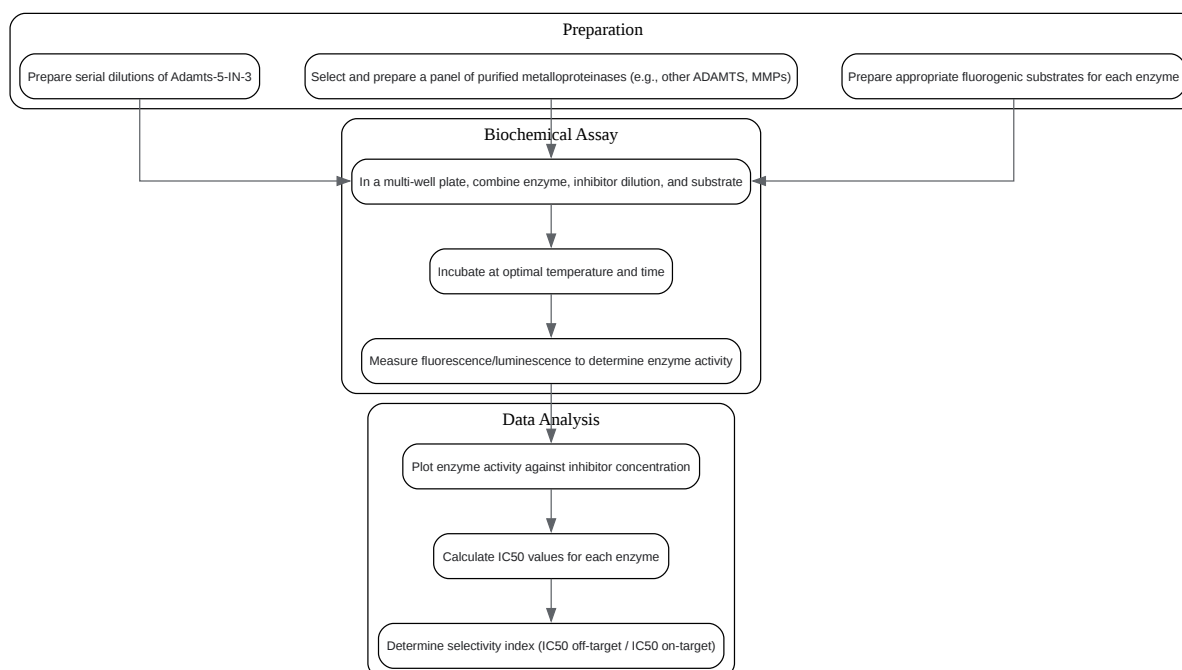 Preparation
Prepare serial dilutions of Adamts-5-IN-3
Select and prepare a panel of purified metalloproteinases (e.g., other ADAMTS, MMPs)
Prepare appropriate fluorogenic substrates for each enzyme
Biochemical Assay
In a multi-well plate, combine enzyme, inhibitor dilution, and substrate
Incubate at optimal temperature and time
Measure fluorescence/luminescence to determine enzyme activity
Data Analysis
Plot enzyme activity against inhibitor concentration
Calculate IC50 values for each enzyme
Determine selectivity index (IC50 off-target / IC50 on-target)